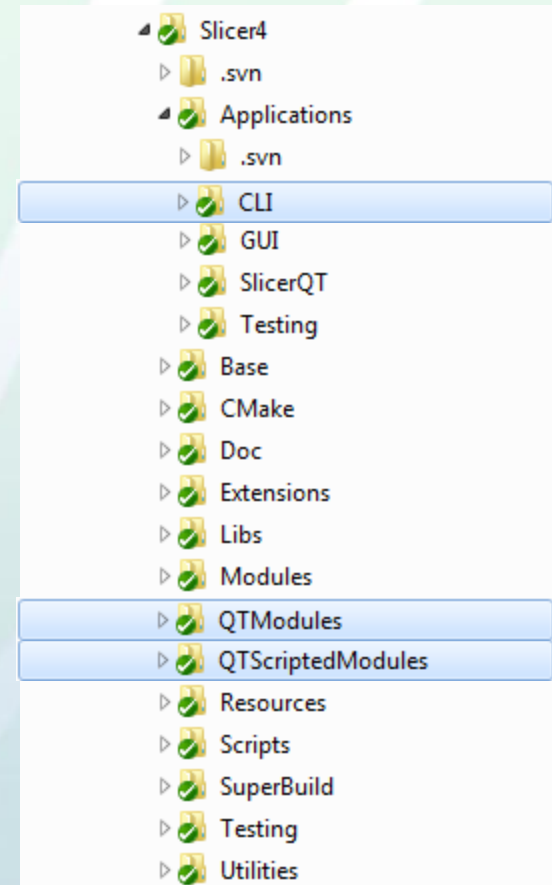 Slicer4
.svn
Applications
.svn
CLI
GUI
SlicerQT
Testing
Base
CMake
Doc
Extensions
Libs
Modules
QTModules
QTScriptedModules
Resources
Scripts
SuperBuild
Testing
Utilities